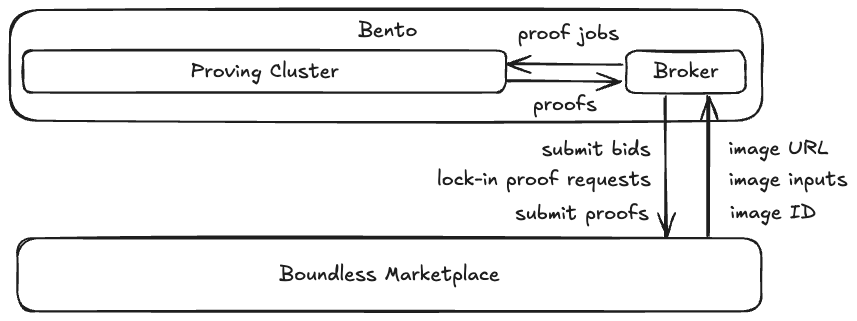 Bento
proof jobs
Proving Cluster
Broker
proofs
submit bids
image URL
lock-in proof requests
image inputs
submit proofs
image ID
Boundless Marketplace